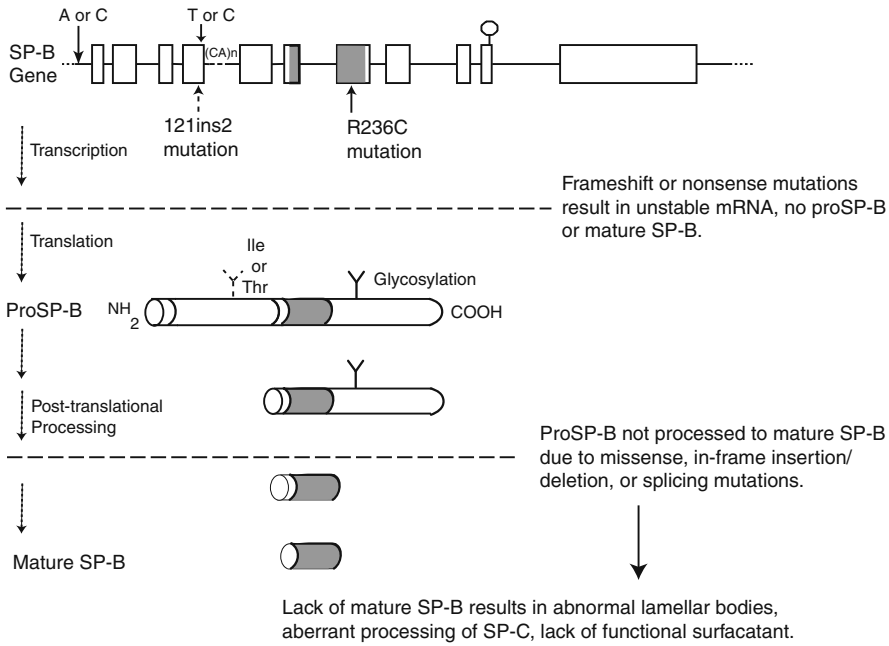 A or C
T or C
SP-B
Gene
(CA)n
121ins2
mutation
R236C
mutation
Transcription
Frameshift or nonsense mutations
result in unstable mRNA, no proSP-B
or mature SP-B.
Translation
Ile
or
Thr
Glycosylation
ProSP-B
NH2
COOH
Post-translational
Processing
ProSP-B not processed to mature SP-B
due to missense, in-frame insertion/
deletion, or splicing mutations.
Mature SP-B
Lack of mature SP-B results in abnormal lamellar bodies,
aberrant processing of SP-C, lack of functional surfacatant.